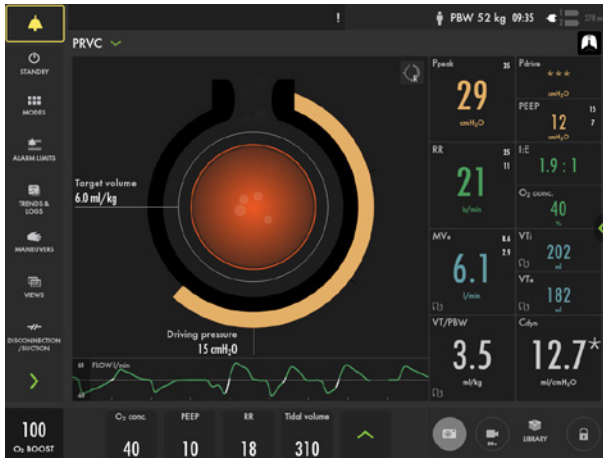 !
PBW 52 kg 09:35
PRVC
STANDBY
MODES
ALARM LIMITS
TRENDS &
LOGS
MANEUVERS
VIEWS
DISCONNECTION
/SUCTION
100
O₂ BOOST
Target volume
6.0 ml/kg
Driving pressure
15 cmH₂O
FLOW l/min
O₂ conc. PEEP RR Tidal volume
40 10 18 310
Ppeak 35
29
cmH₂O
Pdrive
***
cmH₂O
PEEP 15
12 7
cmH₂O
RR 25
11
21
b/min
I:E
1.9 : 1
O₂ conc.
40
%
MVe 8.6
2.9
6.1
l/min
VTi
202
ml
VTe
182
ml
VT/PBW
3.5
ml/kg
Cdyn
12.7*
ml/cmH₂O
LIBRARY